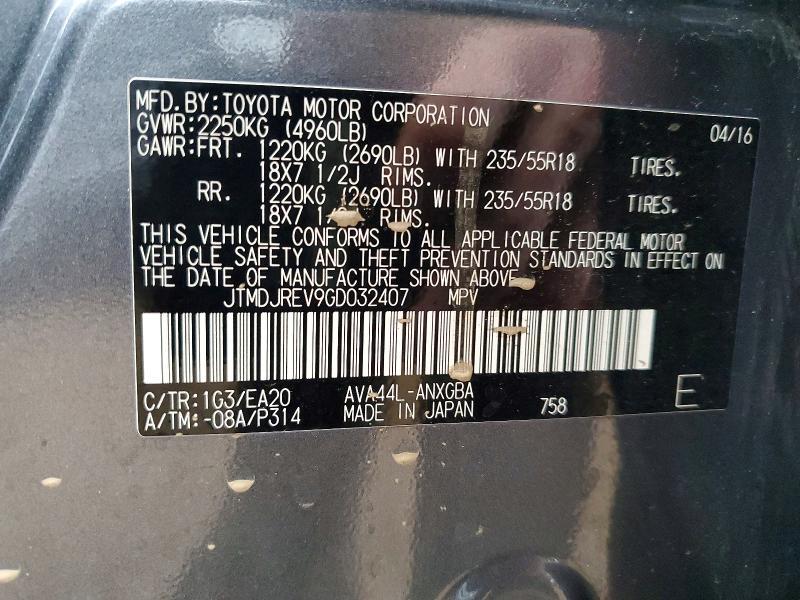 MFD.BY:TOYOTA MOTOR CORPORATION 04/16
GVWR:2250KG (4960LB)
GAWR:FRT. 1220KG (2690LB) WITH 235/55R18 TIRES.
18X7 1/2J RIMS.
RR. 1220KG (2690LB) WITH 235/55R18 TIRES.
18X7 RIMS.
THIS VEHICLE CONFORMS TO ALL APPLICABLE FEDERAL MOTOR
VEHICLE SAFETY AND THEFT PREVENTION STANDARDS IN EFFECT ON
THE DATE OF MANUFACTURE SHOWN ABOVE.
JTMDJREV9GD032407 MPV
C/TR:1G3/EA20 AVA44L-ANXGBA
A/TM:-08A/P314 MADE IN JAPAN 758 E